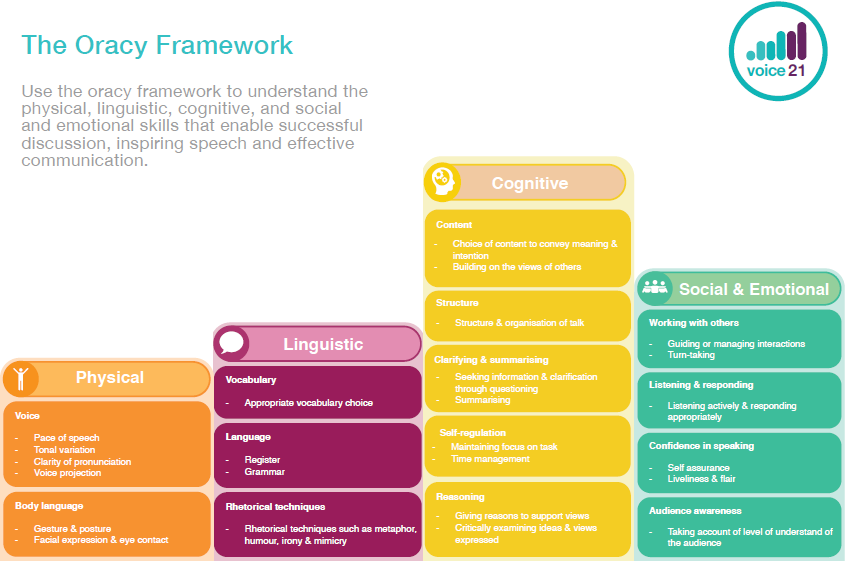 The Oracy Framework
Use the oracy framework to understand the
physical, linguistic, cognitive, and social
and emotional skills that enable successful
discussion, inspiring speech and effective
communication.
voice 21
Physical
Voice
- Pace of speech
- Tonal variation
- Clarity of pronunciation
- Voice projection
Body language
- Gesture & posture
- Facial expression & eye contact
Linguistic
Vocabulary
- Appropriate vocabulary choice
Language
- Register
- Grammar
Rhetorical techniques
- Rhetorical techniques such as metaphor,
humour, irony & mimicry
Cognitive
Content
- Choice of content to convey meaning &
intention
- Building on the views of others
Structure
- Structure & organisation of talk
Clarifying & summarising
- Seeking information & clarification
through questioning
- Summarising
Self-regulation
- Maintaining focus on task
- Time management
Reasoning
- Giving reasons to support views
- Critically examining ideas & views
expressed
Social & Emotional
Working with others
- Guiding or managing interactions
- Turn-taking
Listening & responding
- Listening actively & responding
appropriately
Confidence in speaking
- Self assurance
- Liveliness & flair
Audience awareness
- Taking account of level of understand of
the audience